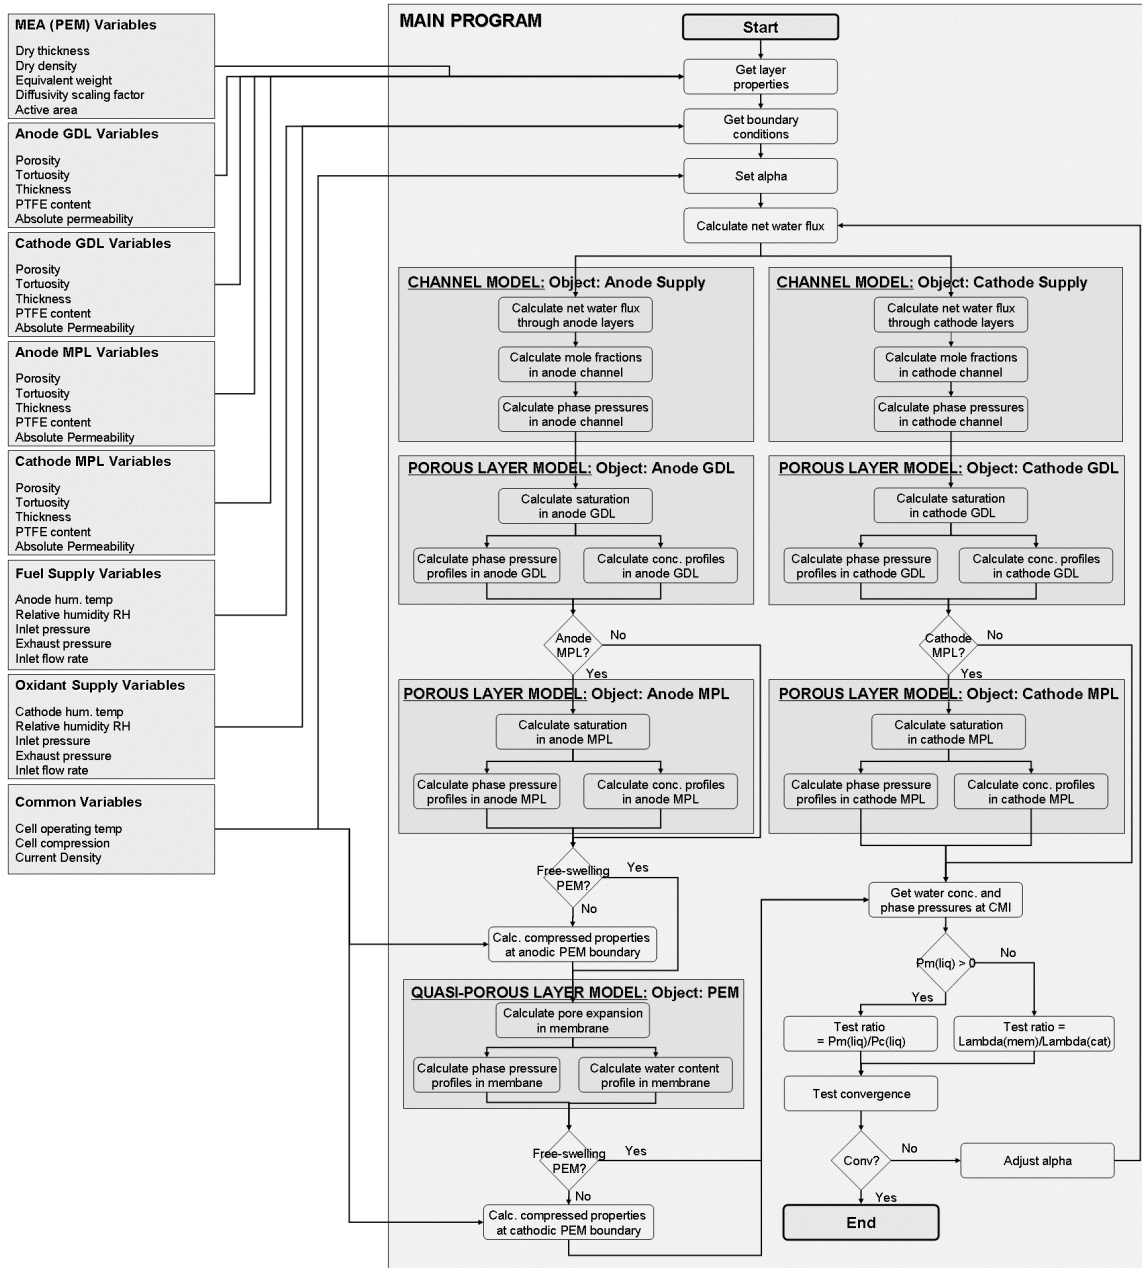 MEA (PEM) Variables
Dry thickness
Dry density
Equivalent weight
Diffusivity scaling factor
Active area
Anode GDL Variables
Porosity
Tortuosity
Thickness
PTFE content
Absolute permeability
Cathode GDL Variables
Porosity
Tortuosity
Thickness
PTFE content
Absolute Permeability
Anode MPL Variables
Porosity
Tortuosity
Thickness
PTFE content
Absolute Permeability
Cathode MPL Variables
Porosity
Tortuosity
Thickness
PTFE content
Absolute Permeability
Fuel Supply Variables
Anode hum. temp
Relative humidity RH
Inlet pressure
Exhaust pressure
Inlet flow rate
Oxidant Supply Variables
Cathode hum. temp
Relative humidity RH
Inlet pressure
Exhaust pressure
Inlet flow rate
Common Variables
Cell operating temp
Cell compression
Current Density
MAIN PROGRAM
Start
Get layer
properties
Get boundary
conditions
Set alpha
Calculate net water flux
CHANNEL MODEL: Object: Anode Supply
Calculate net water flux
through anode layers
Calculate mole fractions
in anode channel
Calculate phase pressures
in anode channel
POROUS LAYER MODEL: Object: Anode GDL
Calculate saturation
in anode GDL
Calculate phase pressure
profiles in anode GDL
Calculate conc. profiles
in anode GDL
Anode
MPL?
No
Yes
POROUS LAYER MODEL: Object: Anode MPL
Calculate saturation
in anode MPL
Calculate phase pressure
profiles in anode MPL
Calculate conc. profiles
in anode MPL
Free-swelling
PEM?
Yes
No
Calc. compressed properties
at anodic PEM boundary
QUASI-POROUS LAYER MODEL: Object: PEM
Calculate pore expansion
in membrane
Calculate phase pressure
profiles in membane
Calculate water content
profile in membrane
Free-swelling
PEM?
Yes
No
Calc. compressed properties
at cathodic PEM boundary
CHANNEL MODEL: Object: Cathode Supply
Calculate net water flux
through cathode layers
Calculate mole fractions
in cathode channel
Calculate phase pressures
in cathode channel
POROUS LAYER MODEL: Object: Cathode GDL
Calculate saturation
in cathode GDL
Calculate phase pressure
profiles in cathode GDL
Calculate conc. profiles
in cathode GDL
Cathode
MPL?
No
Yes
POROUS LAYER MODEL: Object: Cathode MPL
Calculate saturation
in cathode MPL
Calculate phase pressure
profiles in cathode MPL
Calculate conc. profiles
in cathode MPL
Get water conc. and
phase pressures at CMI
Pm(liq) > 0
No
Yes
Test ratio
= Pm(liq)/Pc(liq)
Test ratio =
Lambda(mem)/Lambda(cat)
Test convergence
Conv?
No
Adjust alpha
Yes
End